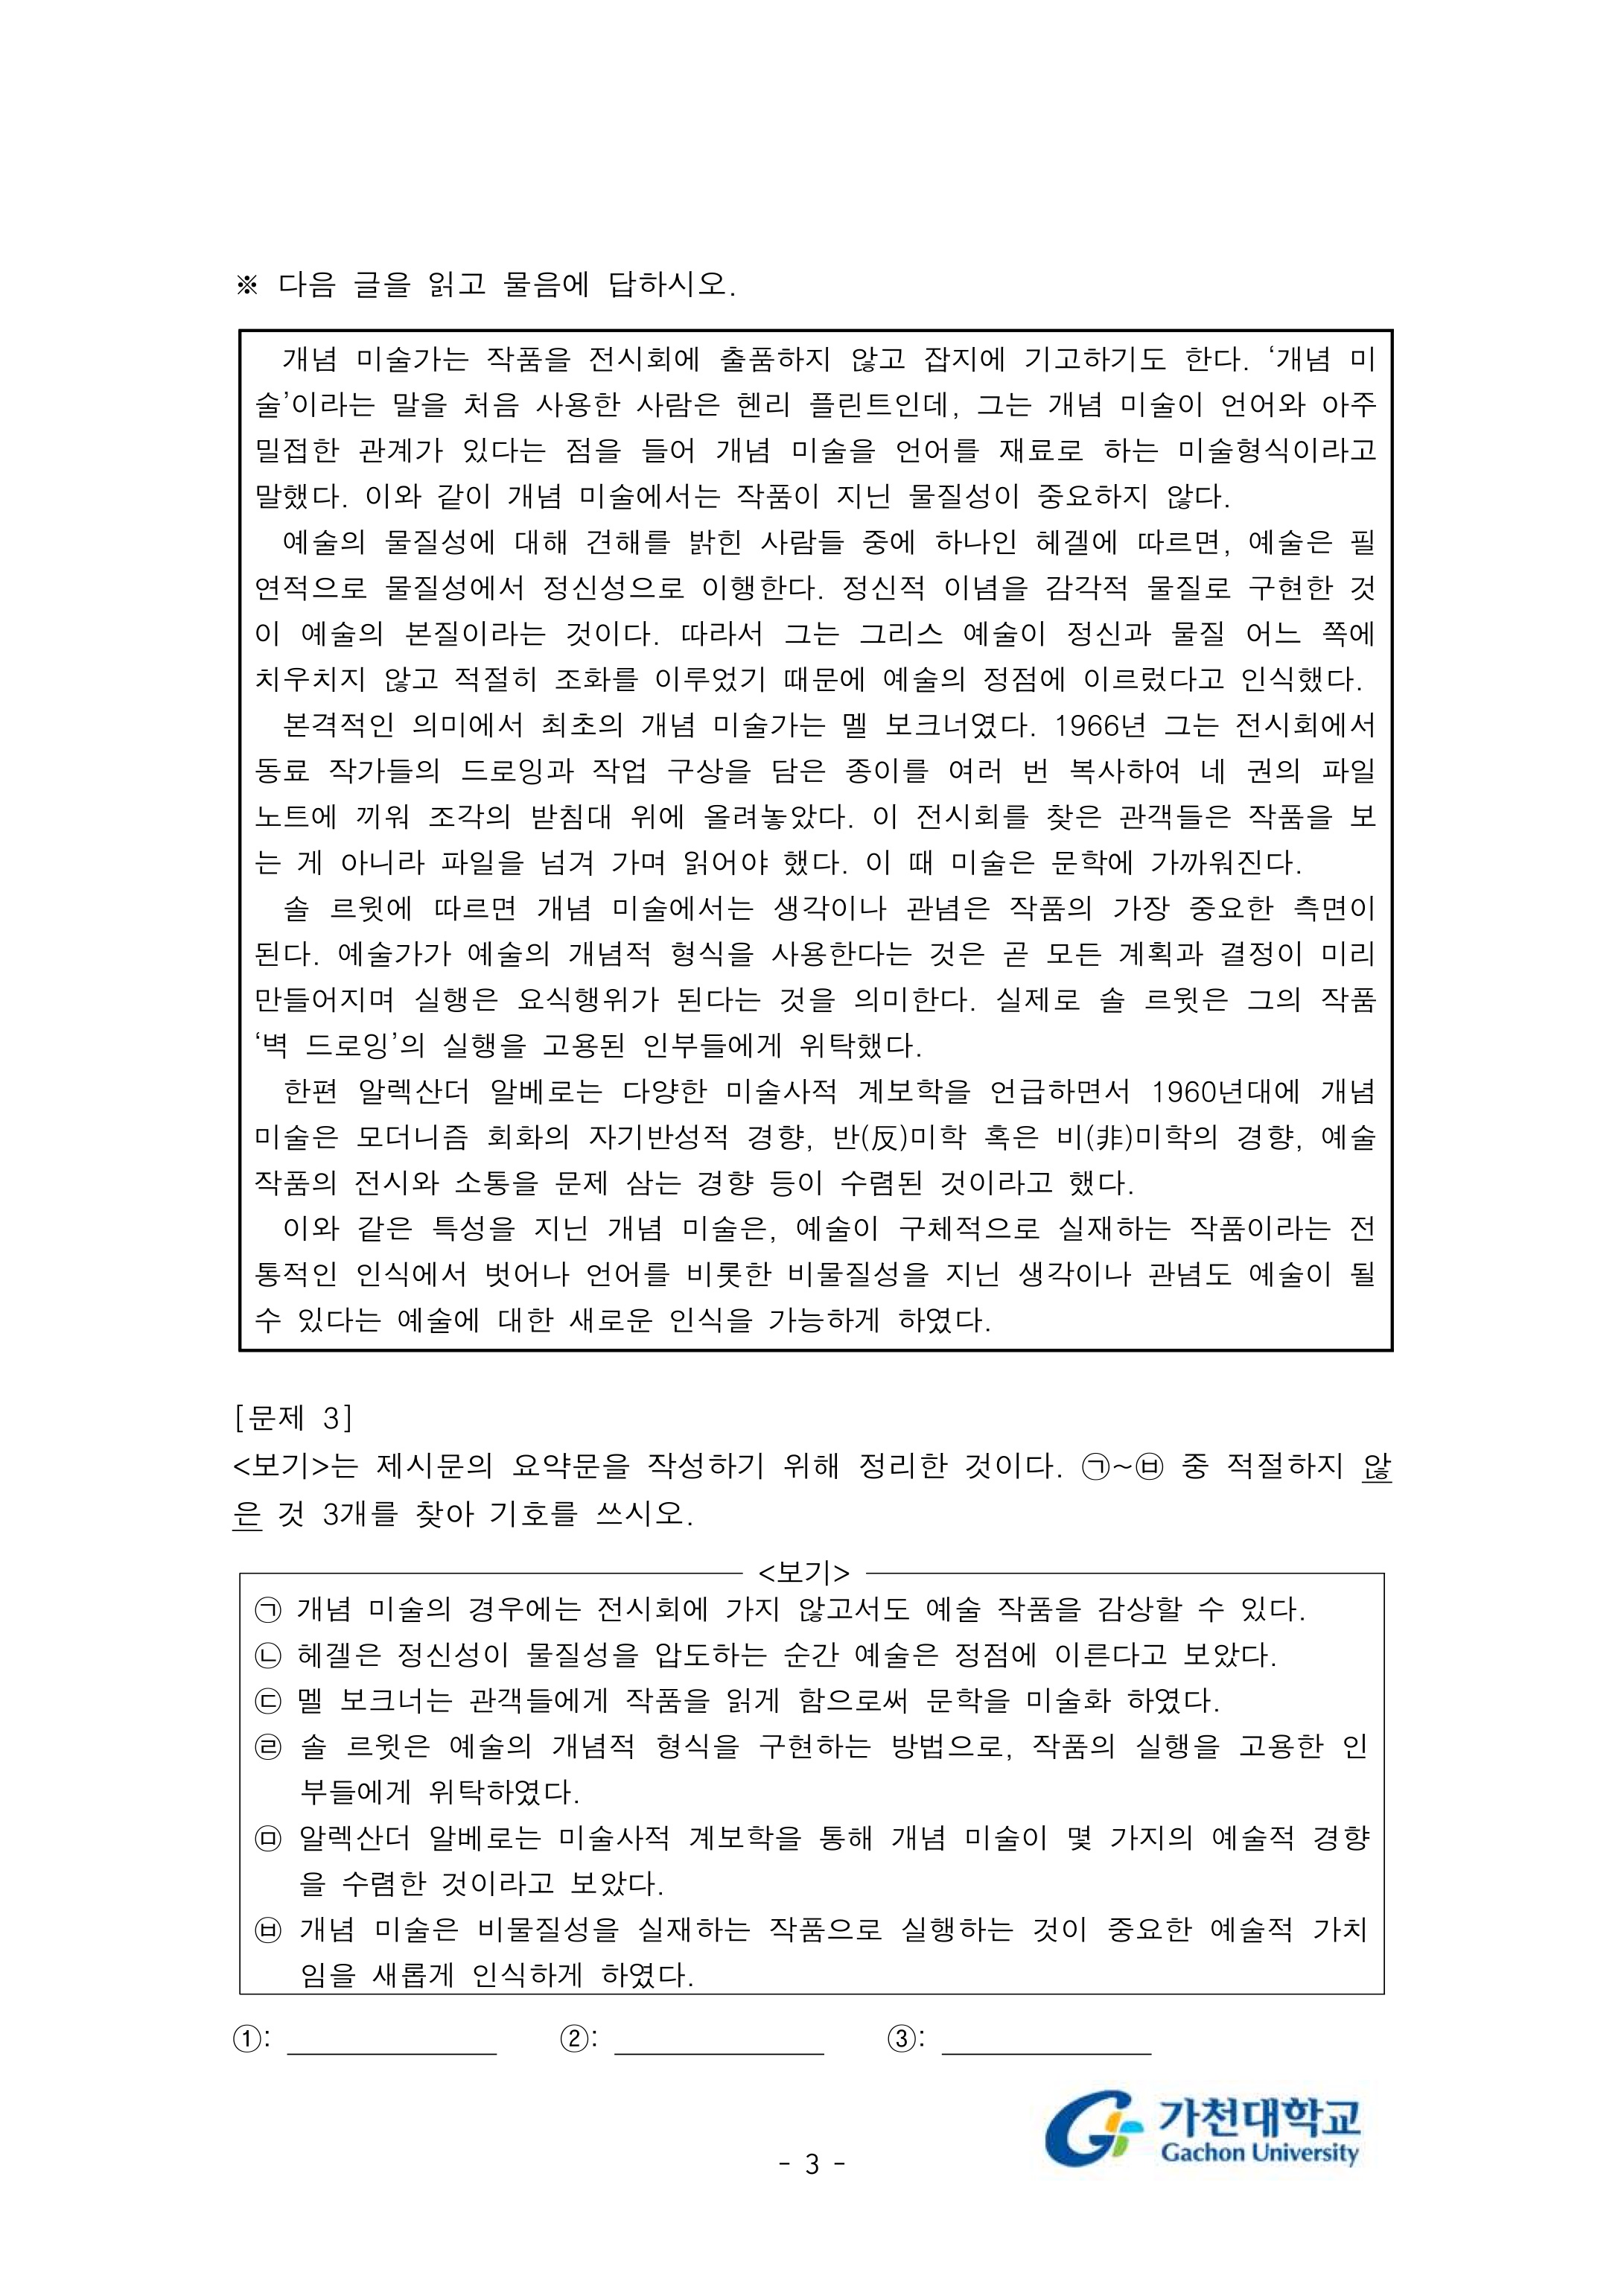 ※ 다음 글을 읽고 물음에 답하시오.
개념 미술가는 작품을 전시회에 출품하지 않고 잡지에 기고하기도 한다. ‘개념 미
술’이라는 말을 처음 사용한 사람은 헨리 플린트인데, 그는 개념 미술이 언어와 아주
밀접한 관계가 있다는 점을 들어 개념 미술을 언어를 재료로 하는 미술형식이라고
말했다. 이와 같이 개념 미술에서는 작품이 지닌 물질성이 중요하지 않다.
예술의 물질성에 대해 견해를 밝힌 사람들 중에 하나인 헤겔에 따르면, 예술은 필
연적으로 물질성에서 정신성으로 이행한다. 정신적 이념을 감각적 물질로 구현한 것
이 예술의 본질이라는 것이다. 따라서 그는 그리스 예술이 정신과 물질 어느 쪽에
치우치지 않고 적절히 조화를 이루었기 때문에 예술의 정점에 이르렀다고 인식했다.
본격적인 의미에서 최초의 개념 미술가는 멜 보크너였다. 1966년 그는 전시회에서
동료 작가들의 드로잉과 작업 구상을 담은 종이를 여러 번 복사하여 네 권의 파일
노트에 끼워 조각의 받침대 위에 올려놓았다. 이 전시회를 찾은 관객들은 작품을 보
는 게 아니라 파일을 넘겨 가며 읽어야 했다. 이 때 미술은 문학에 가까워진다.
솔 르윗에 따르면 개념 미술에서는 생각이나 관념은 작품의 가장 중요한 측면이
된다. 예술가가 예술의 개념적 형식을 사용한다는 것은 곧 모든 계획과 결정이 미리
만들어지며 실행은 요식행위가 된다는 것을 의미한다. 실제로 솔 르윗은 그의 작품
‘벽 드로잉’의 실행을 고용된 인부들에게 위탁했다.
한편 알렉산더 알베로는 다양한 미술사적 계보학을 언급하면서 1960년대에 개념
미술은 모더니즘 회화의 자기반성적 경향, 반(反)미학 혹은 비(非)미학의 경향, 예술
작품의 전시와 소통을 문제 삼는 경향 등이 수렴된 것이라고 했다.
이와 같은 특성을 지닌 개념 미술은, 예술이 구체적으로 실재하는 작품이라는 전
통적인 인식에서 벗어나 언어를 비롯한 비물질성을 지닌 생각이나 관념도 예술이 될
수 있다는 예술에 대한 새로운 인식을 가능하게 하였다.
[문제 3]
<보기>는 제시문의 요약문을 작성하기 위해 정리한 것이다. ㉠~㉥ 중 적절하지 않
은 것 3개를 찾아 기호를 쓰시오.
<보기>
㉠ 개념 미술의 경우에는 전시회에 가지 않고서도 예술 작품을 감상할 수 있다.
㉡ 헤겔은 정신성이 물질성을 압도하는 순간 예술은 정점에 이른다고 보았다.
㉢ 멜 보크너는 관객들에게 작품을 읽게 함으로써 문학을 미술화 하였다.
㉣ 솔 르윗은 예술의 개념적 형식을 구현하는 방법으로, 작품의 실행을 고용한 인
부들에게 위탁하였다.
㉤ 알렉산더 알베로는 미술사적 계보학을 통해 개념 미술이 몇 가지의 예술적 경향
을 수렴한 것이라고 보았다.
㉥ 개념 미술은 비물질성을 실재하는 작품으로 실행하는 것이 중요한 예술적 가치
임을 새롭게 인식하게 하였다.
①: ②: ③:
가천대학교
Gachon University
- 3 -